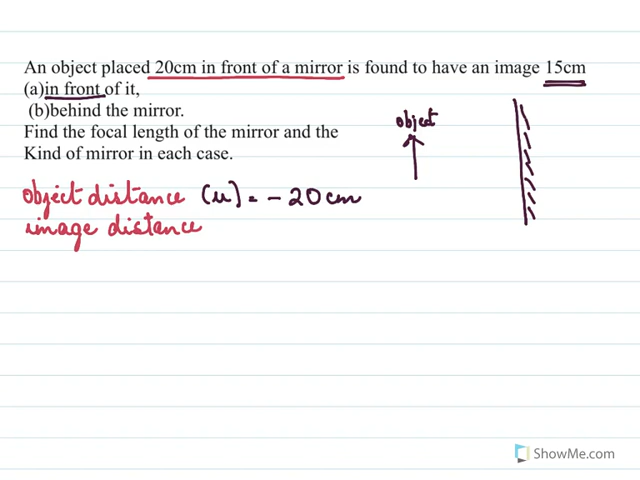 An object placed 20cm in front of a mirror is found to have an image 15cm
(a)in front of it,
(b)behind the mirror.
Find the focal length of the mirror and the
Kind of mirror in each case.
object
object distance (u) = - 20 cm
image distance
ShowMe.com